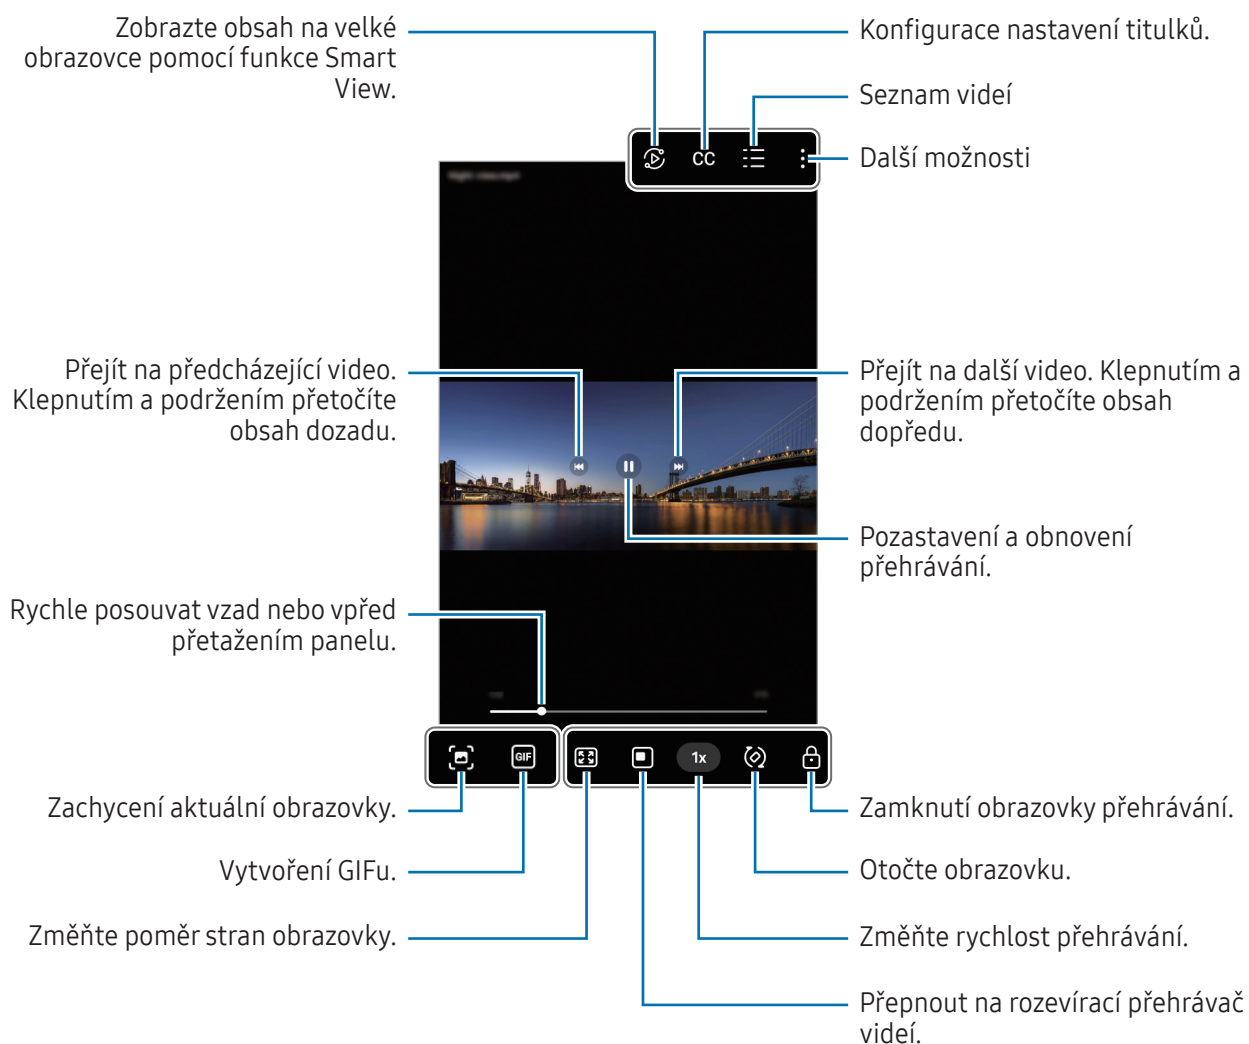 Zobrazte obsah na velké
obrazovce pomocí funkce Smart
View.
Konfigurace nastavení titulků.
Seznam videí
Další možnosti
CC
Přejít na předcházející video.
Klepnutím a podržením přetočíte
obsah dozadu.
Přejít na další video. Klepnutím a
podržením přetočíte obsah
dopředu.
Pozastavení a obnovení
přehrávání.
Rychle posouvat vzad nebo vpřed
přetažením panelu.
GIF
1x
Zachycení aktuální obrazovky.
Zamknutí obrazovky přehrávání.
Vytvoření GIFu.
Otočte obrazovku.
Změňte poměr stran obrazovky.
Změňte rychlost přehrávání.
Přepnout na rozevírací přehrávač
videí.